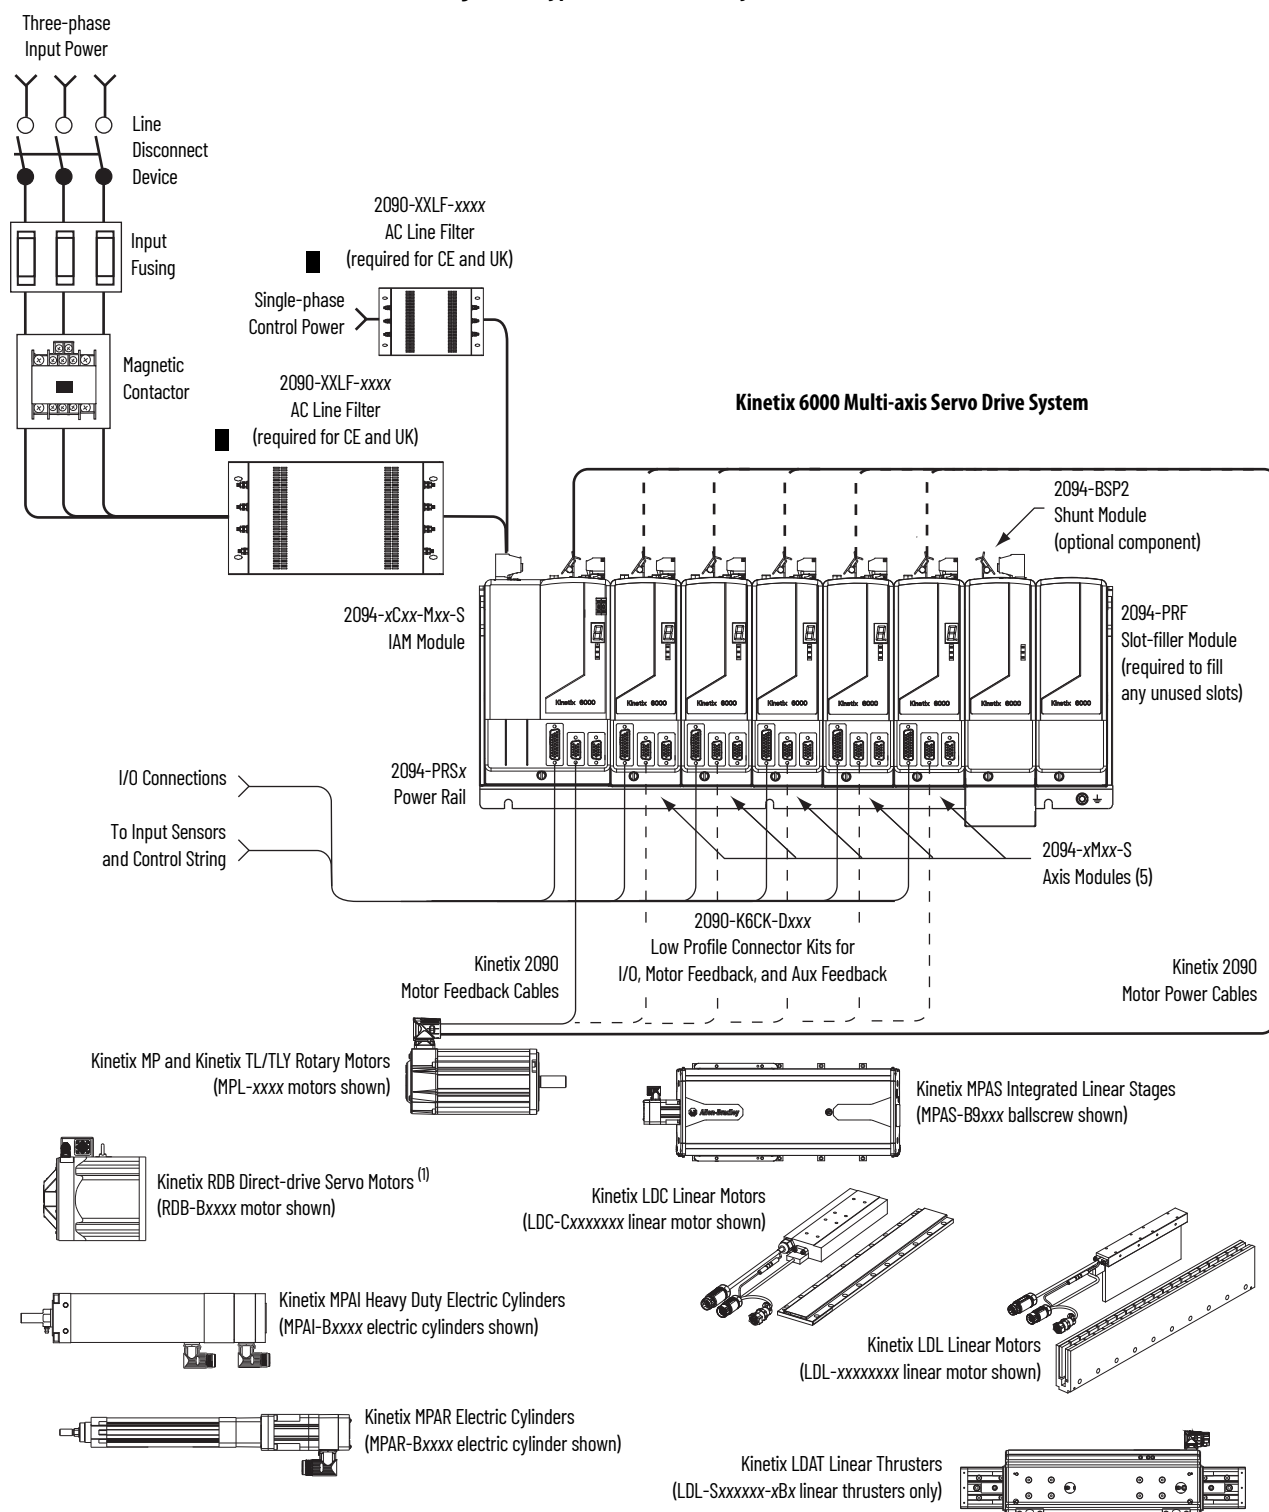 Three-phase
Input Power
Line
Disconnect
Device
2090-XXLF-xxxx
AC Line Filter
(required for CE and UK)
Input
Fusing
Single-phase
Control Power
Magnetic
Contactor
2090-XXLF-xxxx
AC Line Filter
(required for CE and UK)
Kinetix 6000 Multi-axis Servo Drive System
2094-BSP2
Shunt Module
(optional component)
2094-xCxx-Mxx-S
IAM Module
2094-PRF
Slot-filler Module
(required to fill
any unused slots)
Kinetix 6000
Kinetix 6000
Kinetix 6000
Kinetix 6000
Kinetix 6000
Kinetix 6000
Kinetix 6000
Kinetix 6000
2094-PRSx
Power Rail
I/O Connections
To Input Sensors
and Control String
2094-xMxx-S
Axis Modules (5)
2090-K6CK-Dxxx
Low Profile Connector Kits for
I/O, Motor Feedback, and Aux Feedback
Kinetix 2090
Motor Feedback Cables
Kinetix 2090
Motor Power Cables
Kinetix MP and Kinetix TL/TLY Rotary Motors
(MPL-xxxx motors shown)
Allen-Bradley
Kinetix MPAS Integrated Linear Stages
(MPAS-B9xxx ballscrew shown)
Kinetix RDB Direct-drive Servo Motors (1)
(RDB-Bxxxx motor shown)
Kinetix LDC Linear Motors
(LDC-Cxxxxxxx linear motor shown)
Kinetix MPAI Heavy Duty Electric Cylinders
(MPAI-Bxxxx electric cylinders shown)
Kinetix LDL Linear Motors
(LDL-xxxxxxxx linear motor shown)
Kinetix MPAR Electric Cylinders
(MPAR-Bxxxx electric cylinder shown)
Kinetix LDAT Linear Thrusters
(LDL-Sxxxxxx-xBx linear thrusters only)